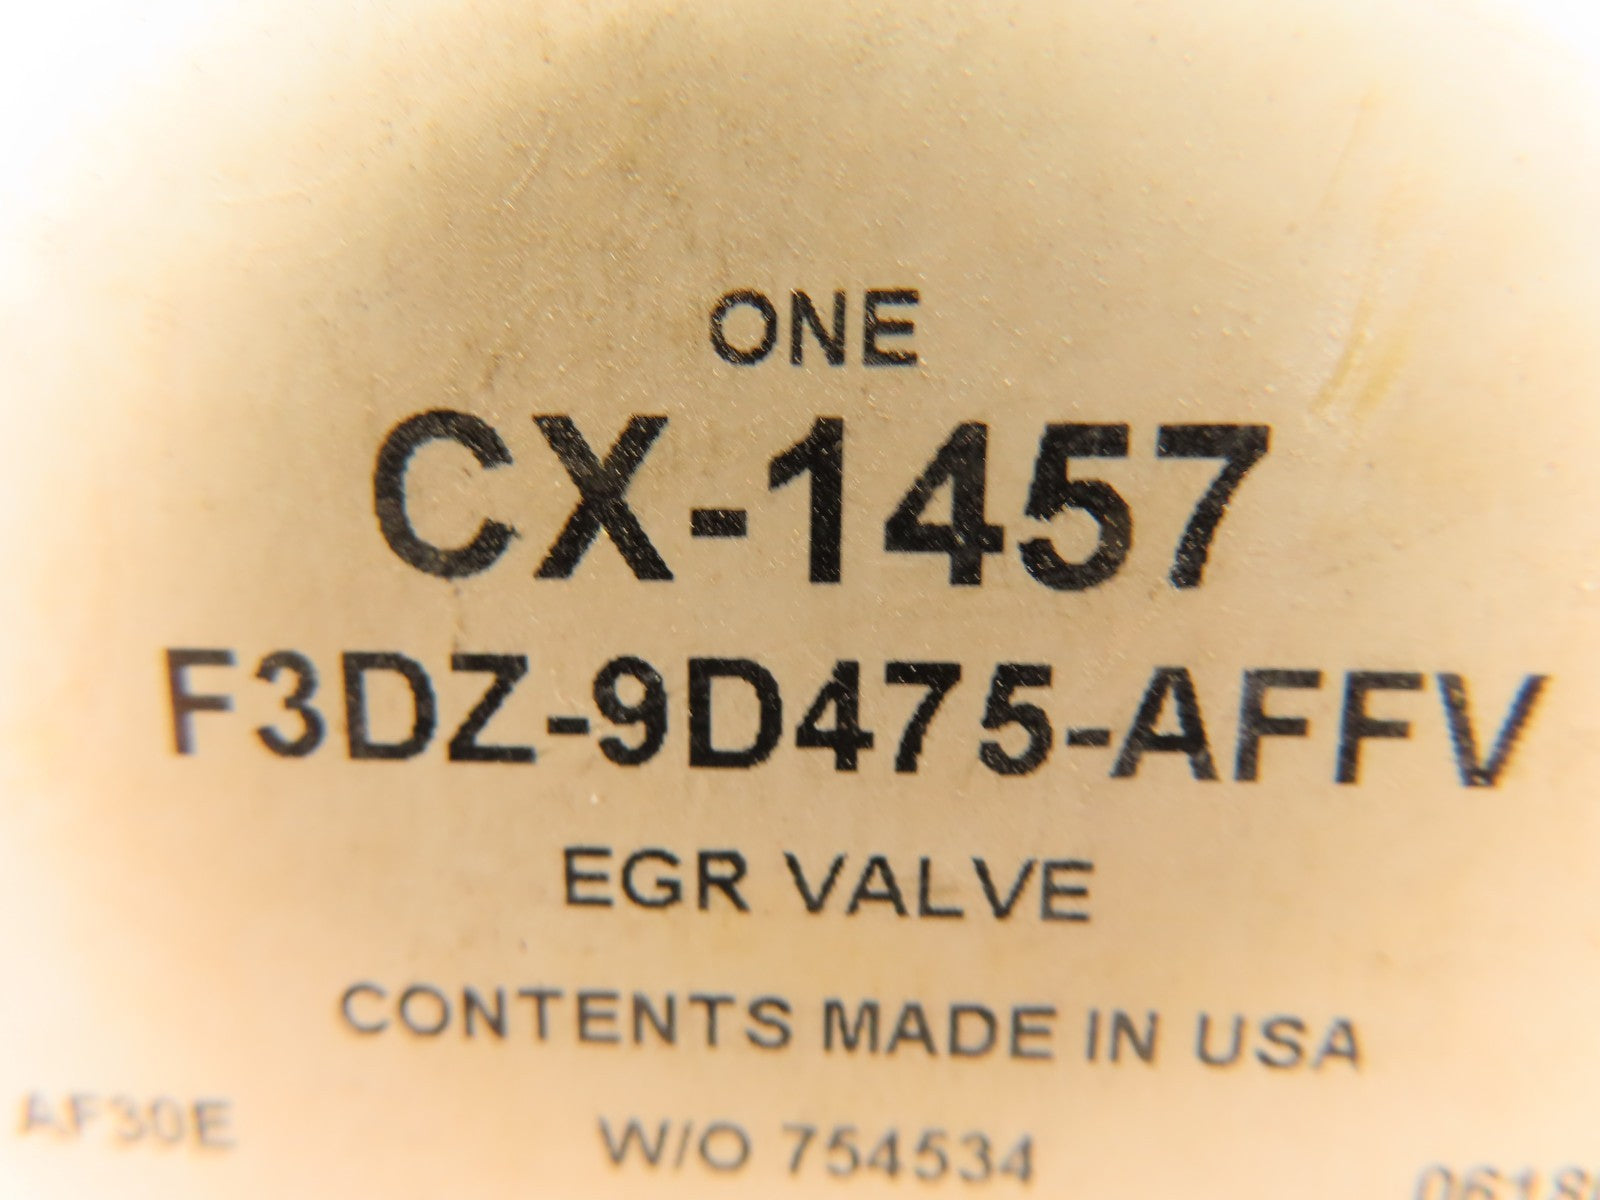 ONE
CX-1457
F3DZ-9D475-AFFV
EGR VALVE
CONTENTS MADE IN USA
AF30E
W/O 754534